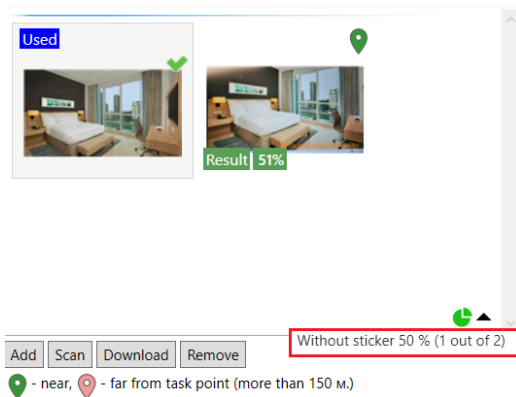 Used
Result 51%
Without sticker 50 % (1 out of 2)
Add Scan Download Remove
- near, - far from task point (more than 150 м.)